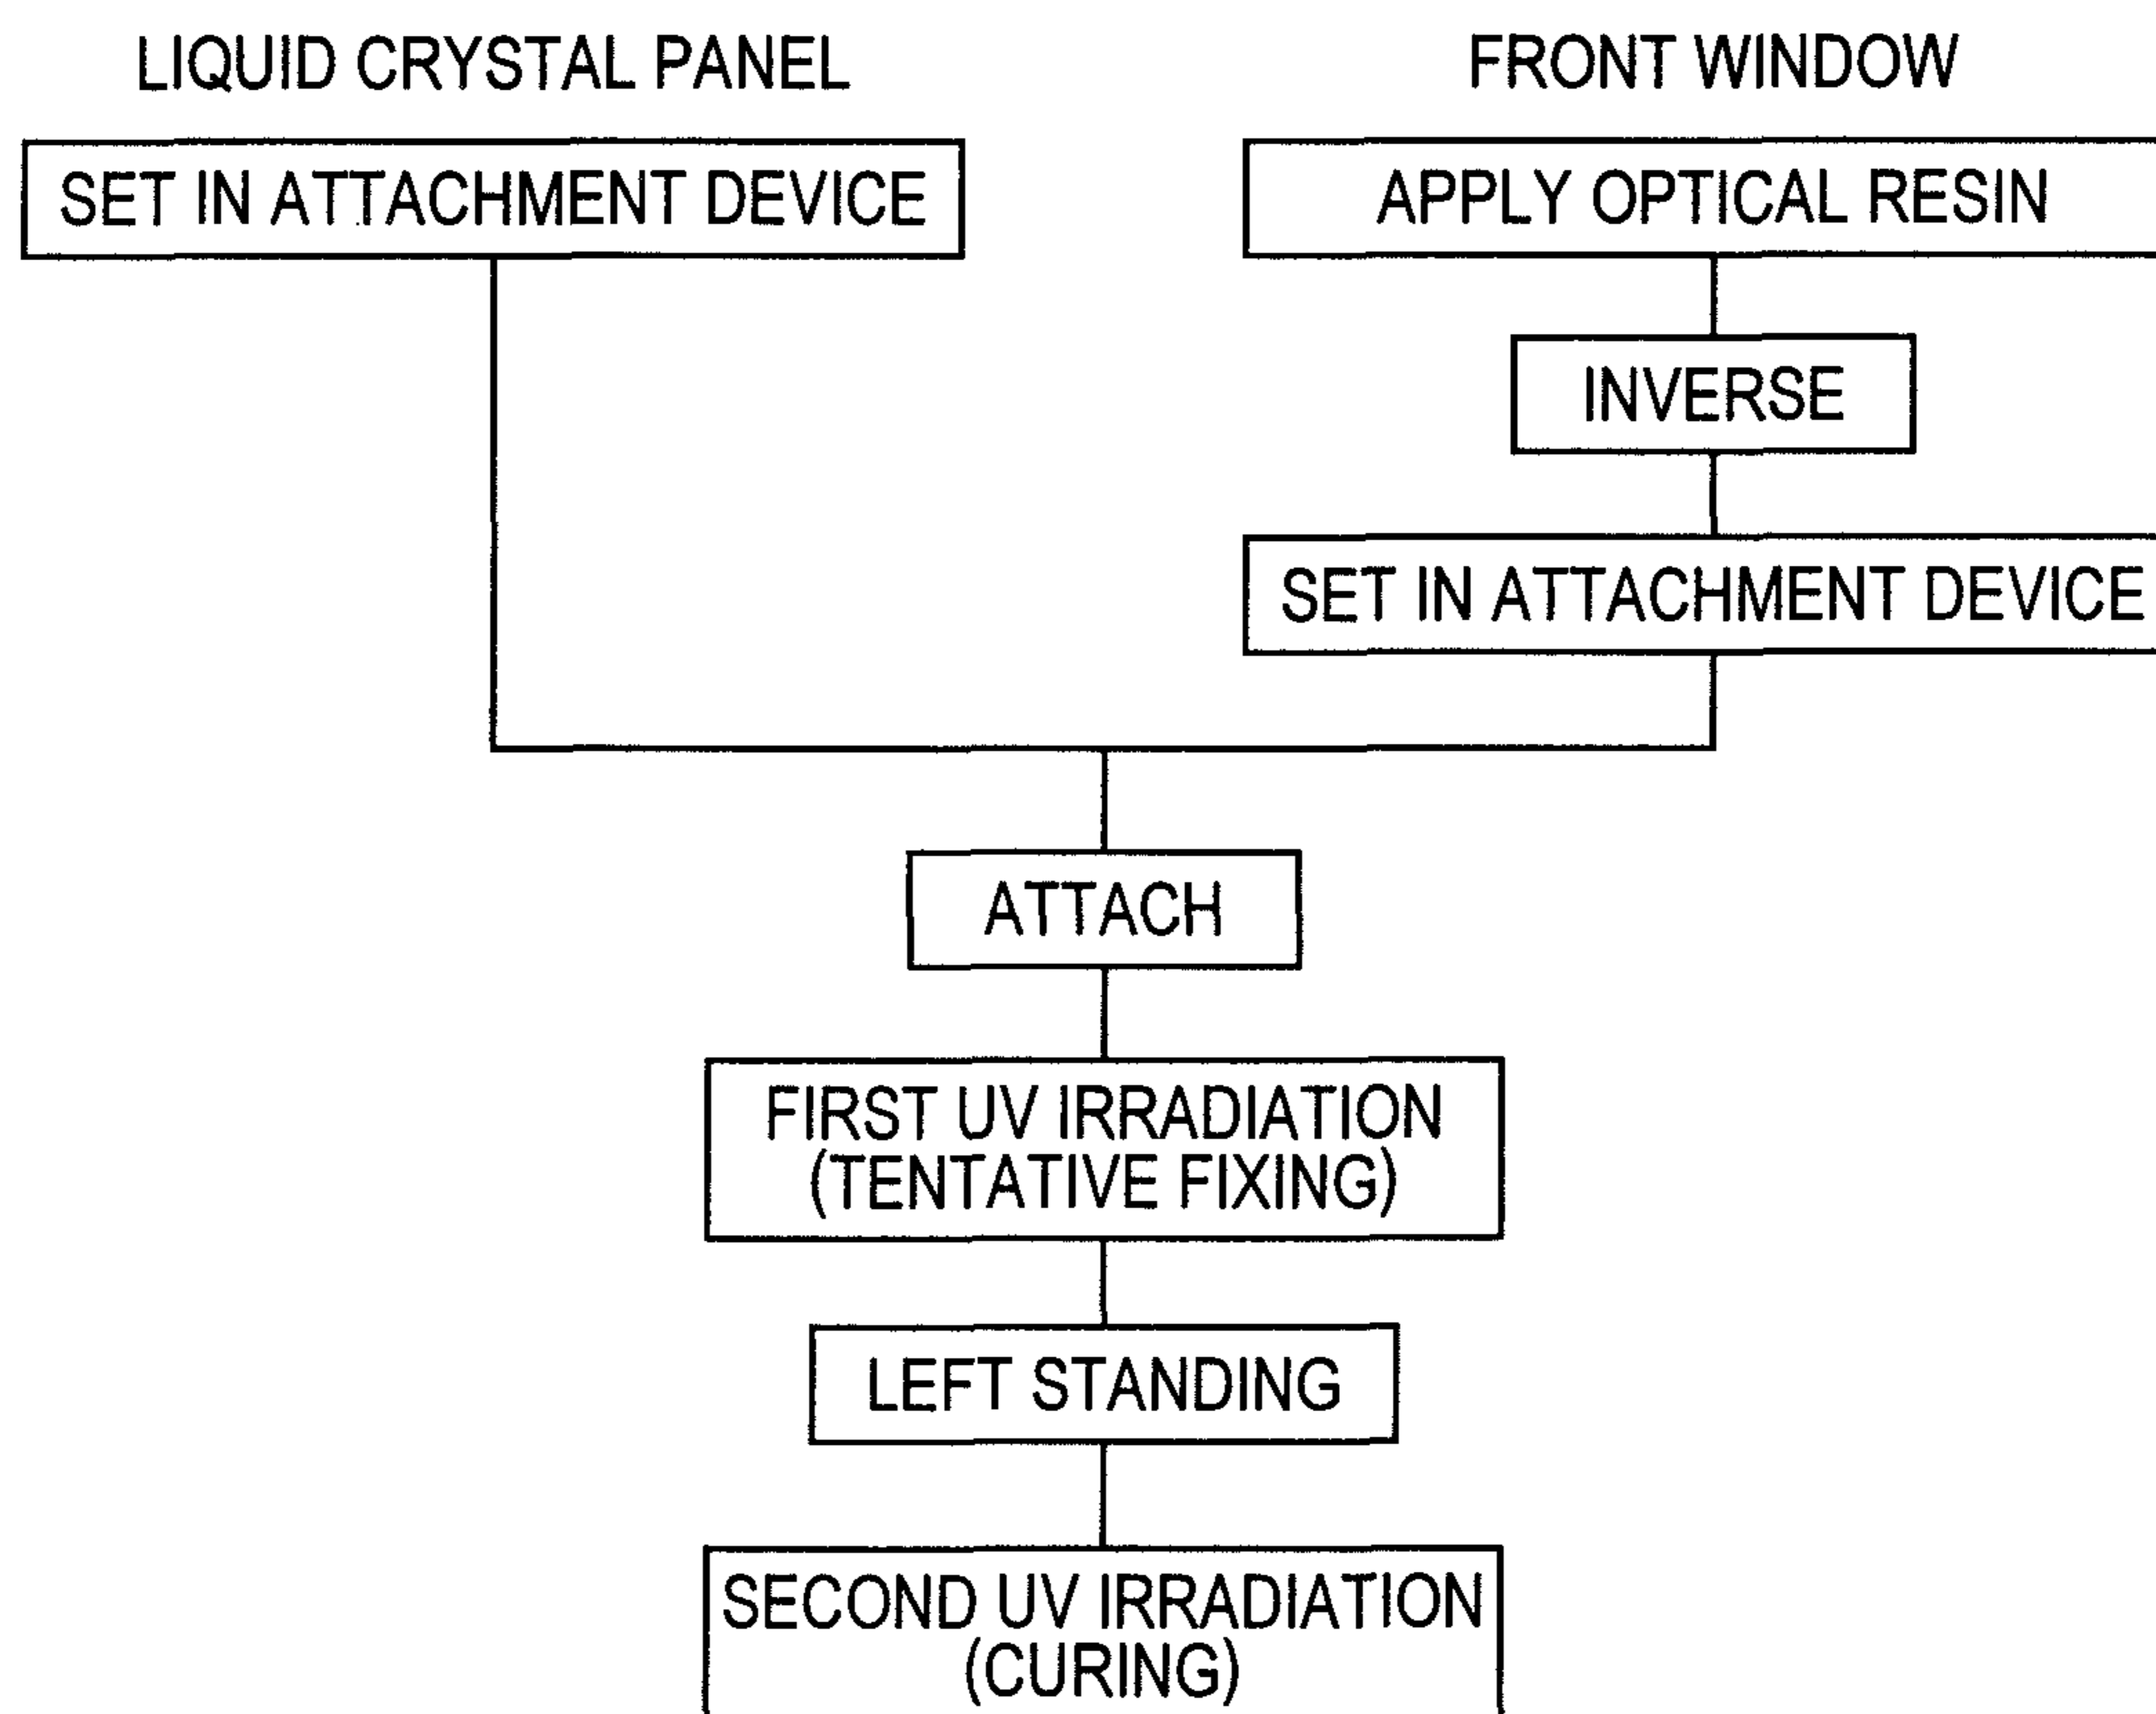 LIQUID CRYSTAL PANEL
FRONT WINDOW
SET IN ATTACHMENT DEVICE
APPLY OPTICAL RESIN
INVERSE
SET IN ATTACHMENT DEVICE
ATTACH
FIRST UV IRRADIATION
(TENTATIVE FIXING)
LEFT STANDING
SECOND UV IRRADIATION
(CURING)